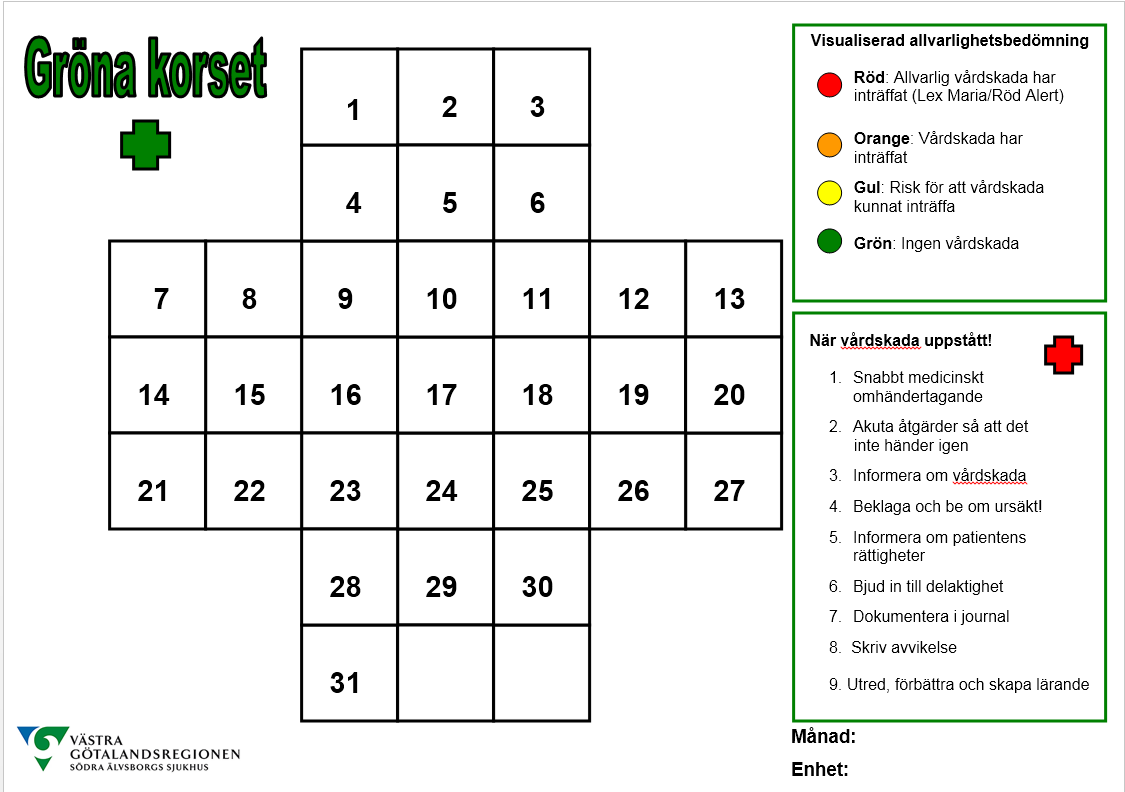 Gröna korset
1 2 3
4 5 6
7 8 9 10 11 12 13
14 15 16 17 18 19 20
21 22 23 24 25 26 27
28 29 30
31
Visualiserad allvarlighetsbedömning
Röd: Allvarlig vårdskada har
inträffat (Lex Maria/Röd Alert)
Orange: Vårdskada har
inträffat
Gul: Risk för att vårdskada
kunnat inträffa
Grön: Ingen vårdskada
När vårdskada uppstått!
1. Snabbt medicinskt
omhändertagande
2. Akuta åtgärder så att det
inte händer igen
3. Informera om vårdskada
4. Beklaga och be om ursäkt!
5. Informera om patientens
rättigheter
6. Bjud in till delaktighet
7. Dokumentera i journal
8. Skriv avvikelse
9. Utred, förbättra och skapa lärande
Månad:
Enhet:
VÄSTRA
GÖTALANDSREGIONEN
SÖDRA ÄLVSBORGS SJUKHUS